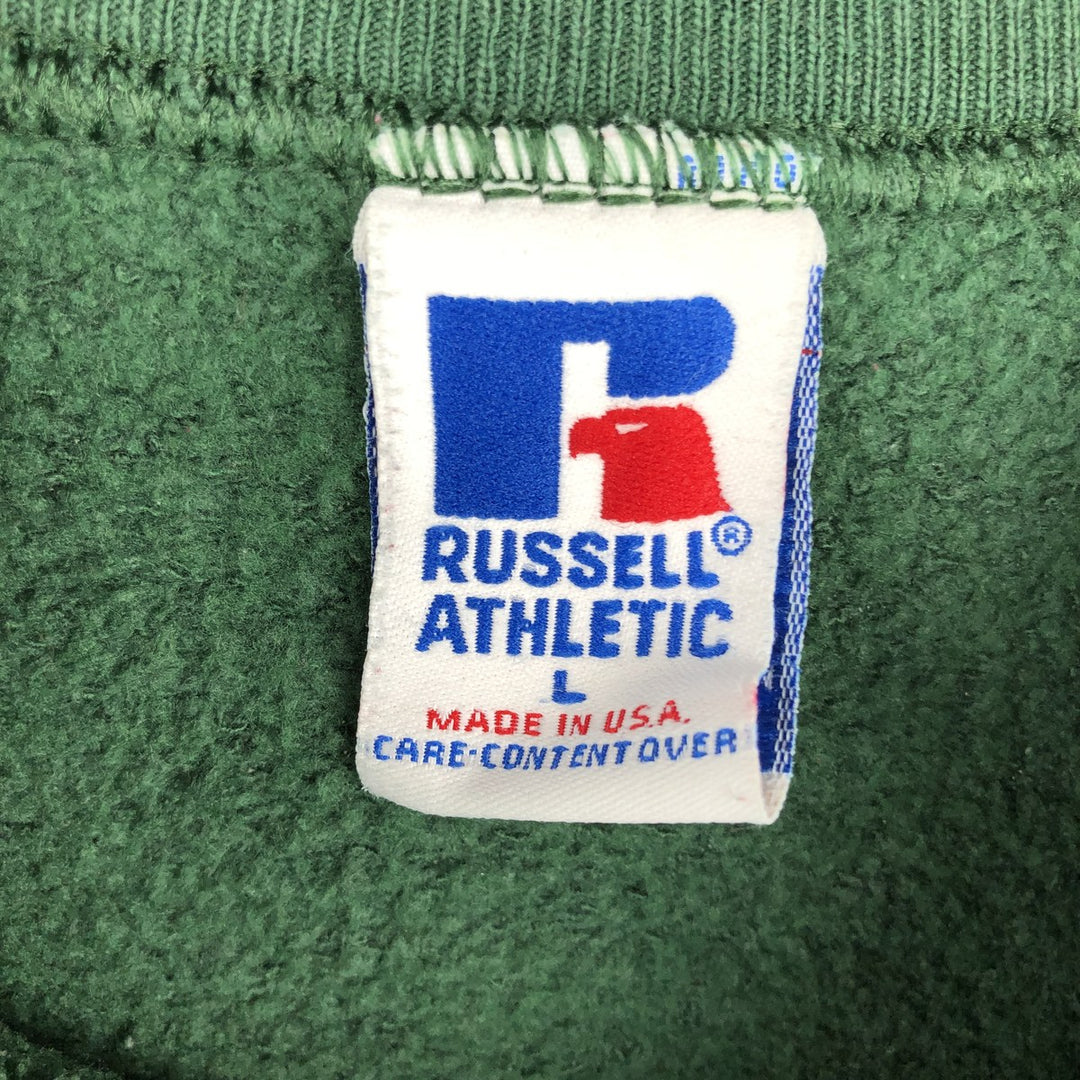 R
RUSSELL®
ATHLETIC
L
MADE IN U.S.A.
CARE-CONTENT OVER